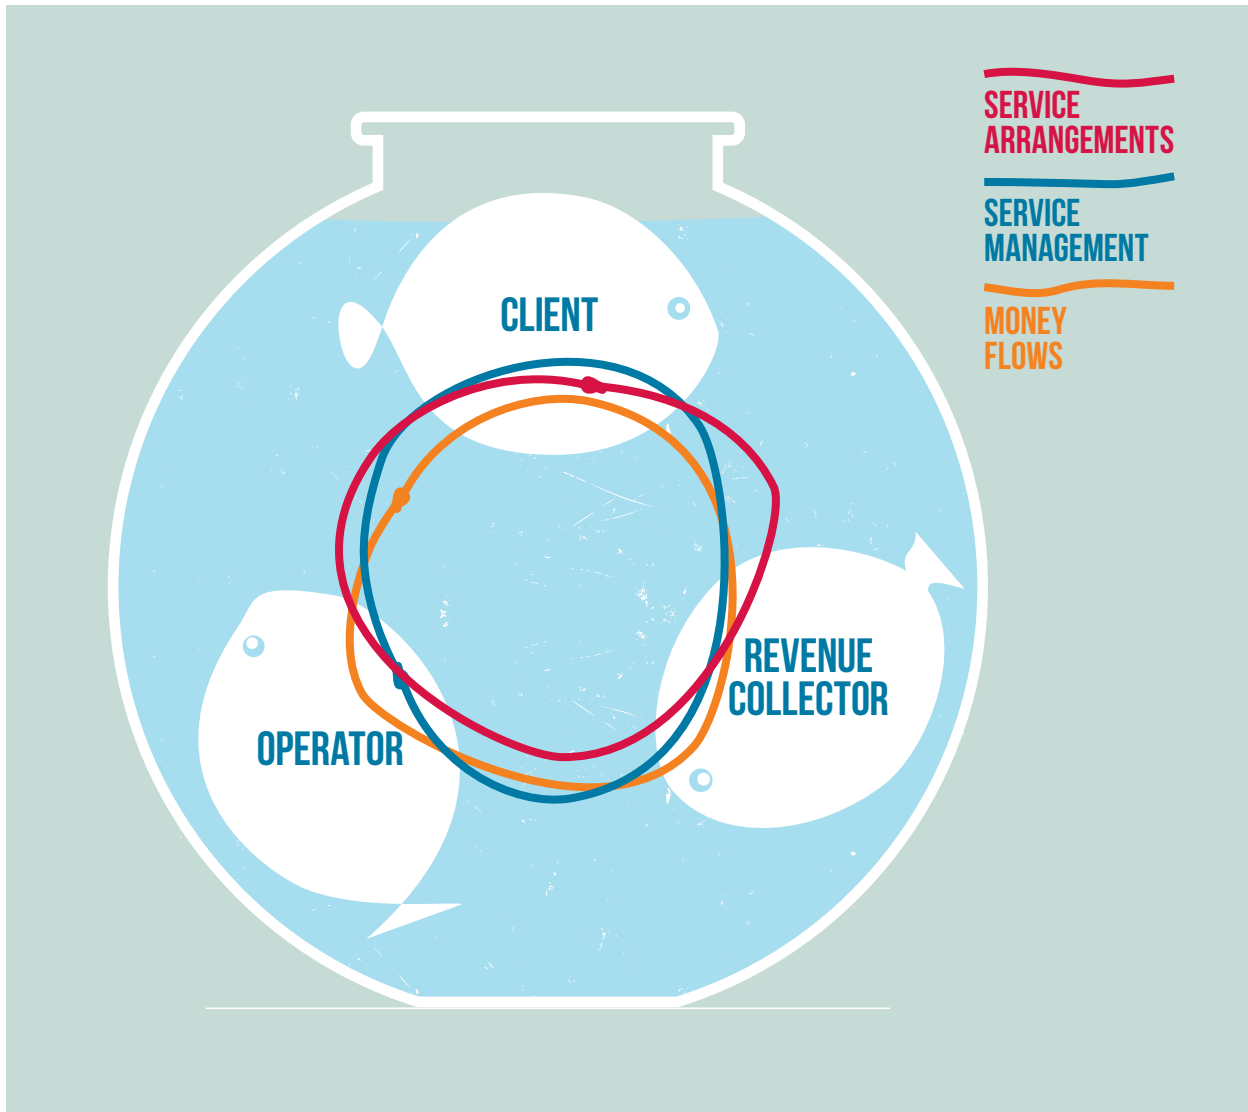 SERVICE
ARRANGEMENTS
SERVICE
MANAGEMENT
MONEY
FLOWS
CLIENT
REVENUE
COLLECTOR
OPERATOR